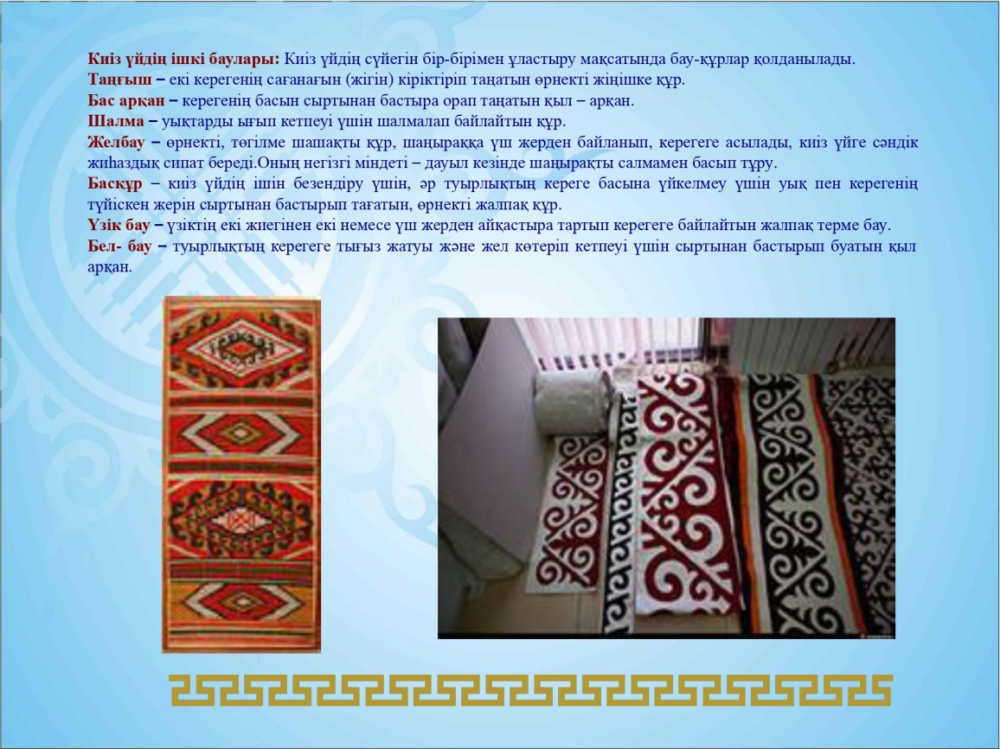 Киіз үйдің ішкі баулары: Киіз үйдің сүйегін бір-бірімен ұластыру мақсатында бау-құрлар қолданылады.
Таңғыш – екі керегенің сағанағын (жігін) кіріктіріп таңатын өрнекті жіңішке құр.
Бас арқан – керегенің басын сыртынан бастыра орап таңатын қыл – арқан.
Шалма – уықтарды ығып кетпеуі үшін шалмалап байлайтын құр.
Желбау – өрнекті, төгілме шашақты құр, шаңыраққа үш жерден байланып, керегеге асылады, киіз үйге сәндік
жиһаздық сипат береді.Оның негізгі міндеті – дауыл кезінде шаңырақты салмамен басып тұру.
Басқұр – киіз үйдің ішін безендіру үшін, әр туырлықтың кереге басына үйкелмеу үшін уық пен керегенің
түйіскен жерін сыртынан бастырып тағатын, өрнекті жалпақ құр.
Үзік бау – үзіктің екі жиегінен екі немесе үш жерден айқастыра тартып керегеге байлайтын жалпақ терме бау.
Бел- бау – туырлықтың керегеге тығыз жатуы және жел көтеріп кетпеуі үшін сыртынан бастырып буатын қыл
арқан.